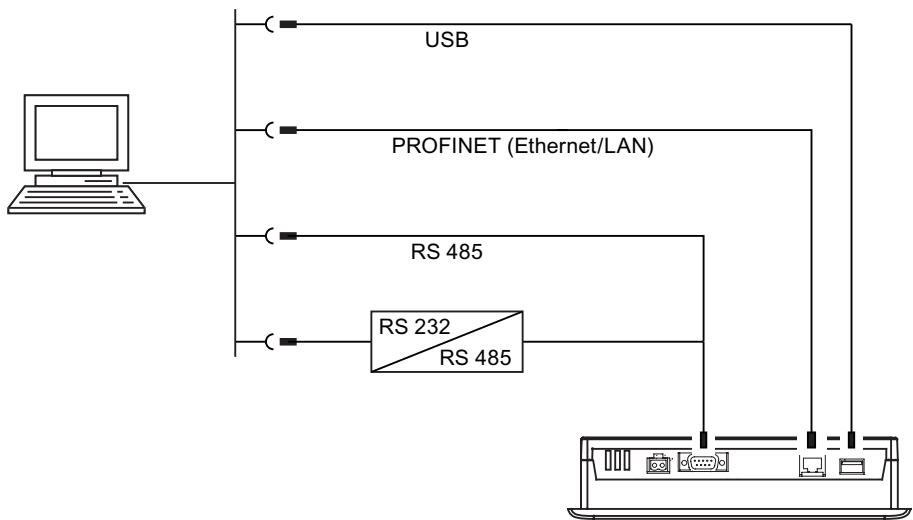 USB
PROFINET (Ethernet/LAN)
RS 485
RS 232
RS 485